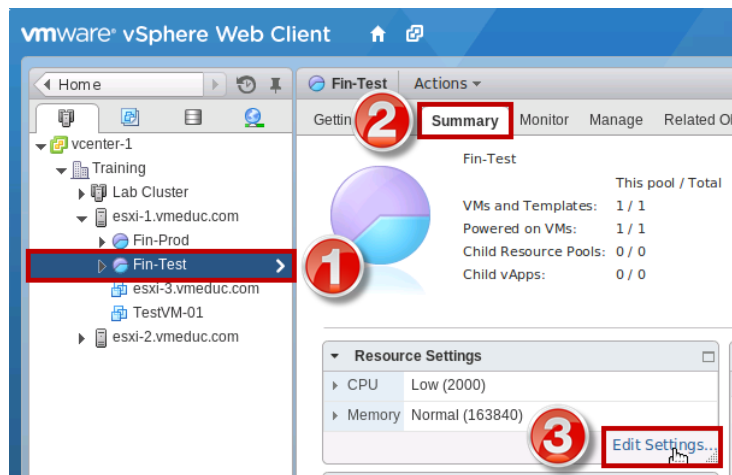 vmware® vSphere Web Client
Home
Fin-Test Actions
2
Summary Monitor Manage
vcenter-1
Training
Lab Cluster
esxi-1.vmeduc.com
Fin-Prod
Fin-Test
esxi-3.vmeduc.com
TestVM-01
esxi-2.vmeduc.com
1
Fin-Test
This pool / Total
VMs and Templates: 1 / 1
Powered on VMs: 1 / 1
Child Resource Pools: 0 / 0
Child vApps: 0 / 0
Resource Settings
CPU Low (2000)
Memory Normal (163840)
3
Edit Settings...